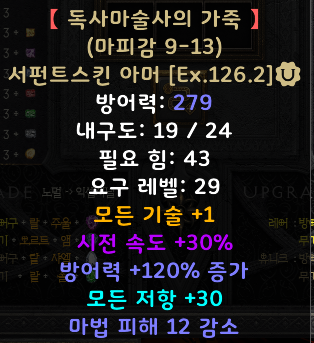 【 독사마술사의 가죽 】
(마피감 9-13)
서펀트스킨 아머 [Ex.126.2]
방어력: 279
내구도: 19 / 24
필요 힘: 43
요구 레벨: 29
모든 기술 +1
시전 속도 +30%
방어력 +120% 증가
모든 저항 +30
마법 피해 12 감소